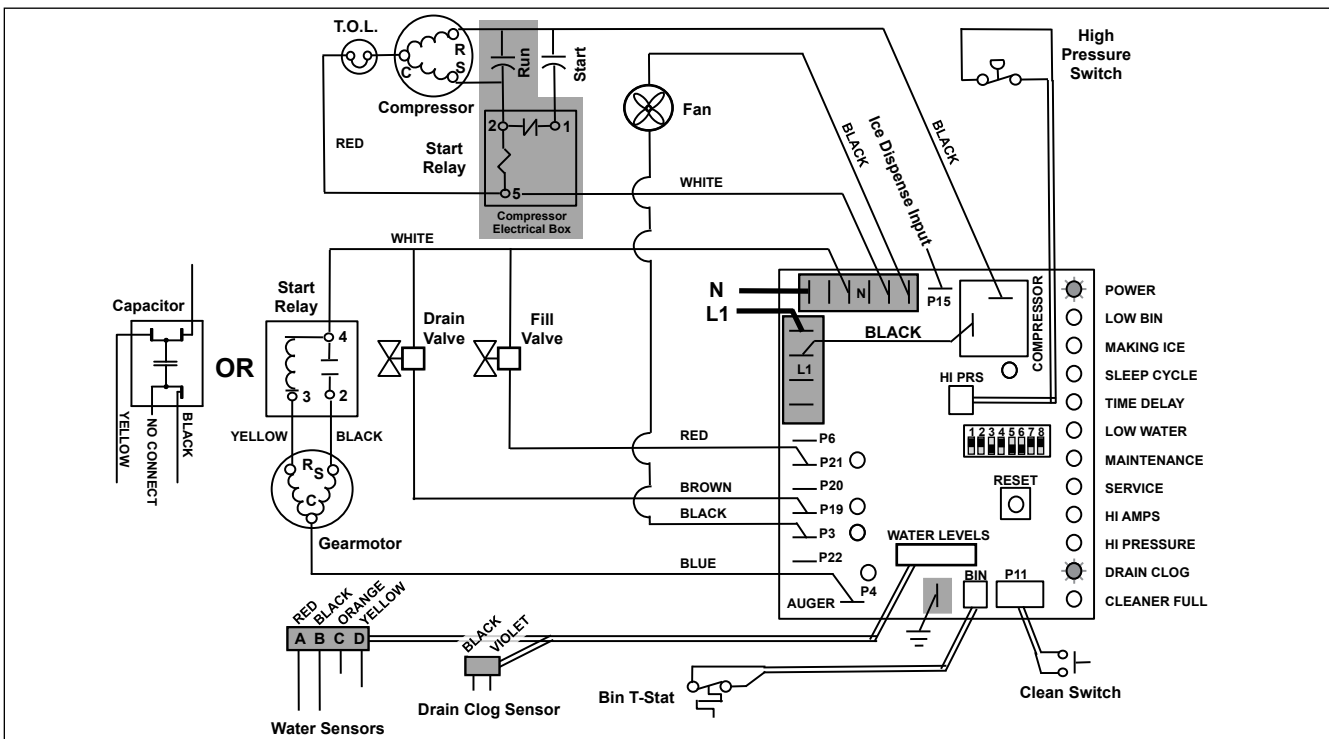 T.O.L.
R
S
C
Compressor
Run
Start
High
Pressure
Switch
Fan
2
1
5
Start
Relay
RED
WHITE
Compressor
Electrical Box
BLACK
Ice Dispense Input
BLACK
WHITE
Capacitor
YELLOW
NO CONNECT
BLACK
OR
Start
Relay
4
3
2
YELLOW
BLACK
R
S
C
Gearmotor
Drain
Valve
Fill
Valve
N
L1
N
P15
BLACK
L1
COMPRESSOR
HI PRS
1 2 3 4 5 6 7 8
RESET
RED
P6
P21
BROWN
P20
P19
BLACK
P3
P22
BLUE
P4
AUGER
WATER LEVELS
BIN
P11
POWER
LOW BIN
MAKING ICE
SLEEP CYCLE
TIME DELAY
LOW WATER
MAINTENANCE
SERVICE
HI AMPS
HI PRESSURE
DRAIN CLOG
CLEANER FULL
RED
BLACK
ORANGE
YELLOW
A B C D
Water Sensors
BLACK
VIOLET
Drain Clog Sensor
Bin T-Stat
Clean Switch